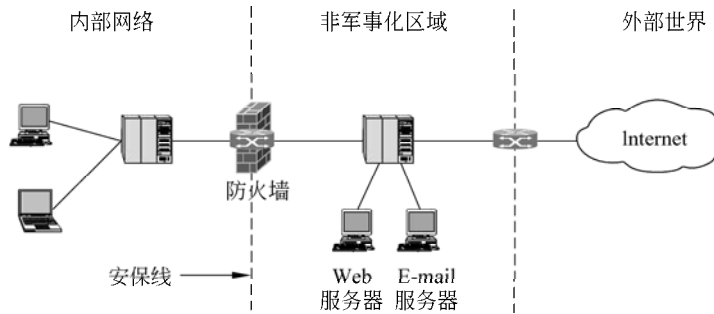 内部网络
非军事化区域
外部世界
Internet
防火墙
安保线
Web
服务器
E-mail
服务器